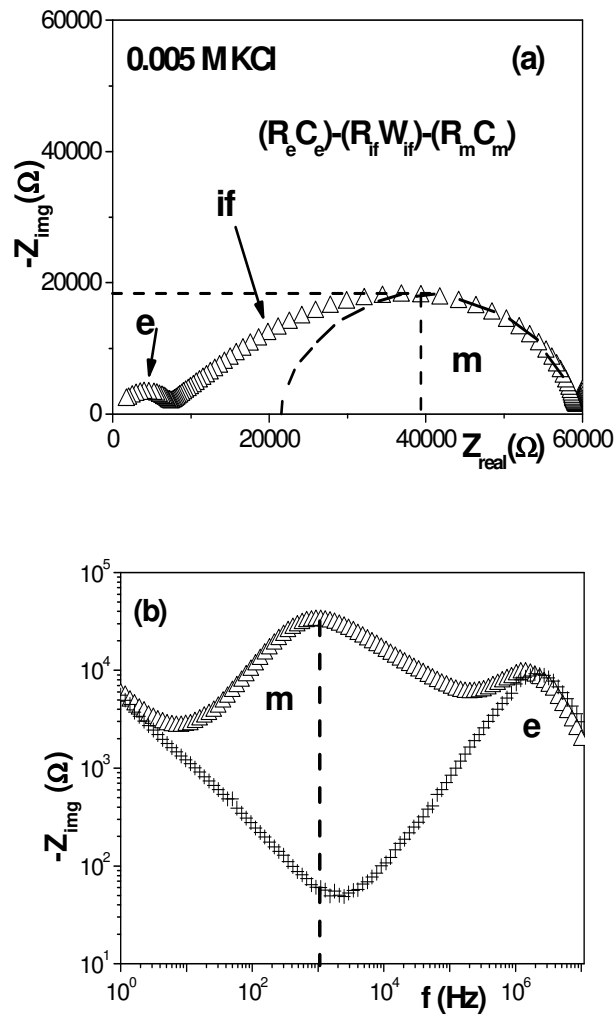 60000
0.005 M KCl (a)
(ReCe)-(RifWif)-(RmCm)
40000
-Zimg(Ω)
if
20000
e
m
0
0 20000 40000 60000
Zreal(Ω)
10^5
(b)
10^4
m e
10^3
-Zimg (Ω)
10^2
10^1
10^0 10^2 10^4 10^6
f (Hz)